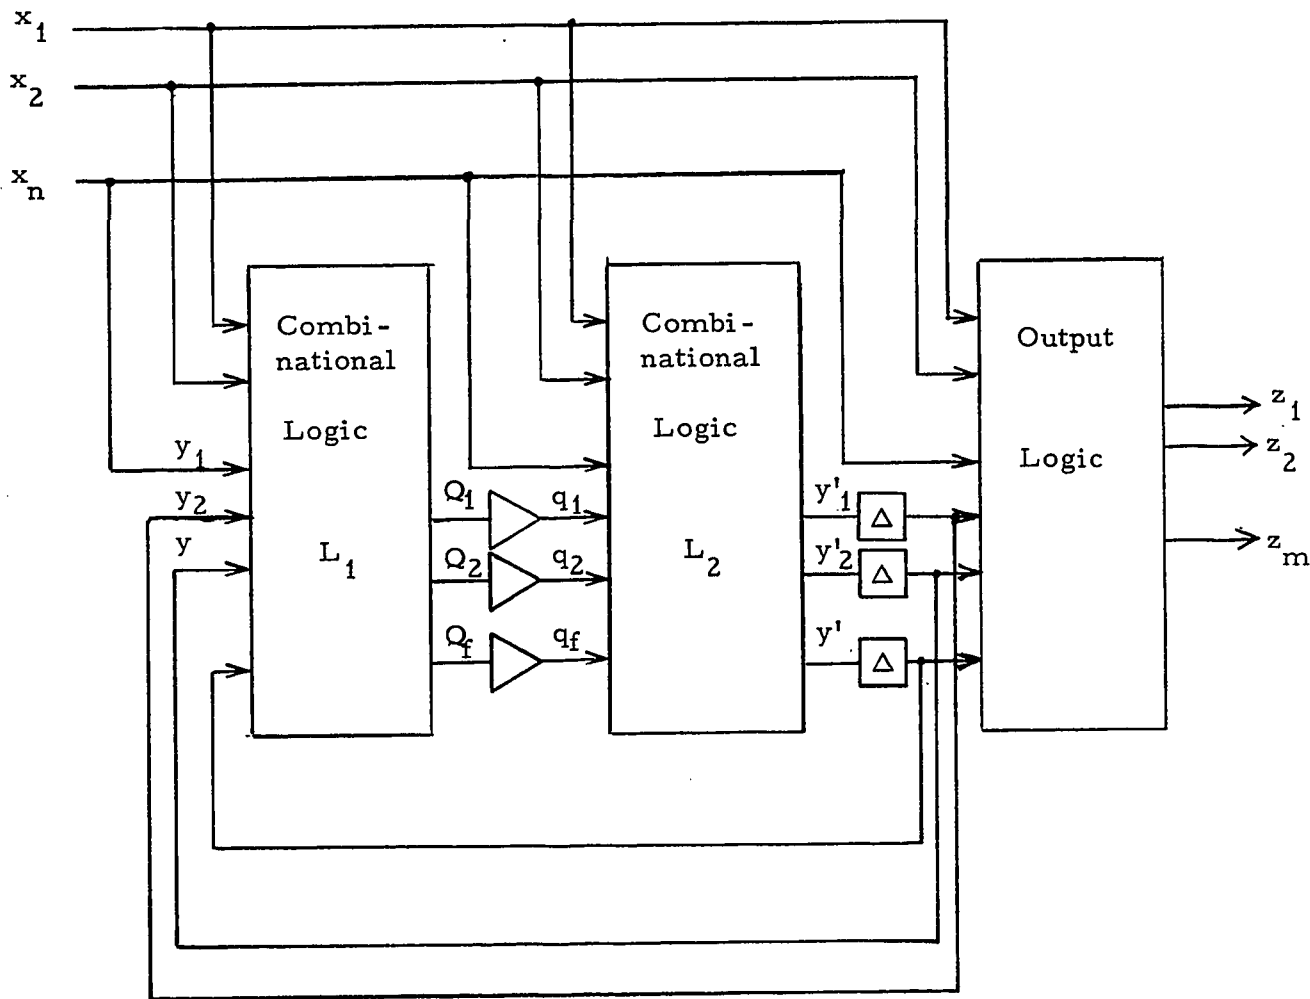 x1
x2
xn
Combi-
national
Logic
L1
Combi-
national
Logic
L2
Output
Logic
y1
y2
y
Q1
Q2
Qf
q1
q2
qf
y'1
y'2
y'
Δ
Δ
Δ
z1
z2
zm